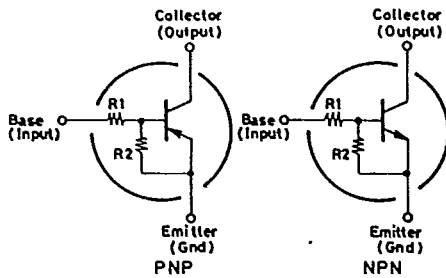 Collector
(Output)
R1
Base
(Input)
R2
Emitter
(Gnd)
PNP
Collector
(Output)
R1
Base
(Input)
R2
Emitter
(Gnd)
NPN